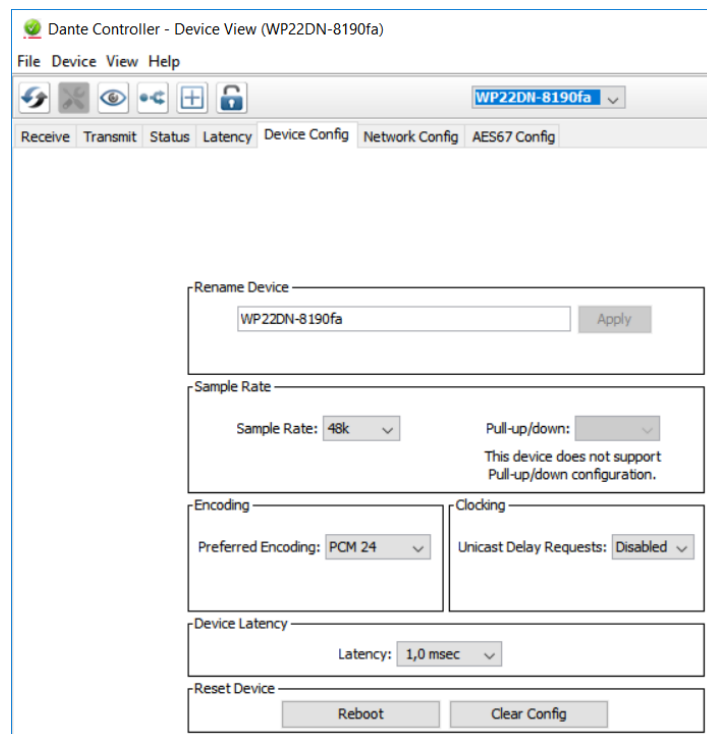 Dante Controller - Device View (WP22DN-8190fa)
File Device View Help
WP22DN-8190fa
Receive Transmit Status Latency Device Config Network Config AES67 Config
Rename Device
WP22DN-8190fa Apply
Sample Rate
Sample Rate: 48k Pull-up/down:
This device does not support
Pull-up/down configuration.
Encoding Clocking
Preferred Encoding: PCM 24 Unicast Delay Requests: Disabled
Device Latency
Latency: 1,0 msec
Reset Device
Reboot Clear Config